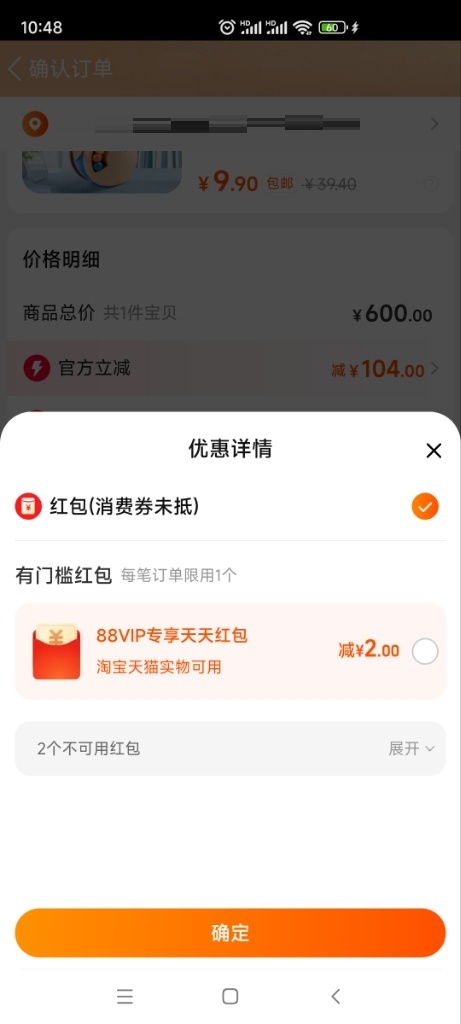 10:48
HD HD 60
确认订单
¥9.90 包邮 ¥39.40
价格明细
商品总价 共1件宝贝 ¥600.00
官方立减 减¥104.00
优惠详情
红包(消费券未抵)
有门槛红包 每笔订单限用1个
88VIP专享天天红包
减¥2.00
淘宝天猫实物可用
2个不可用红包 展开
确定